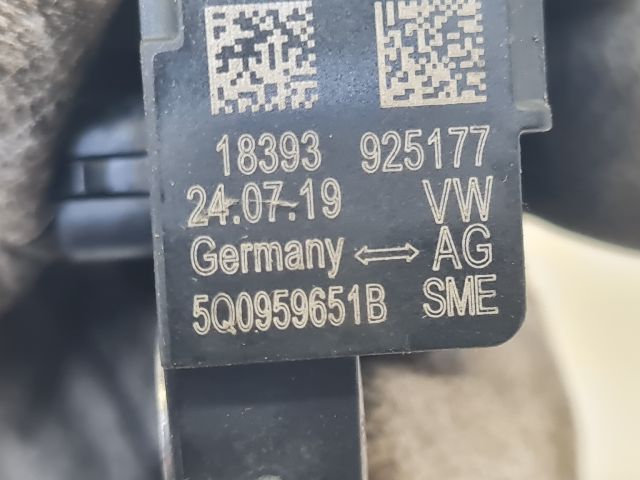 18393 925177
24.07.19 VW
Germany ⟷ AG
5Q0959651B SME